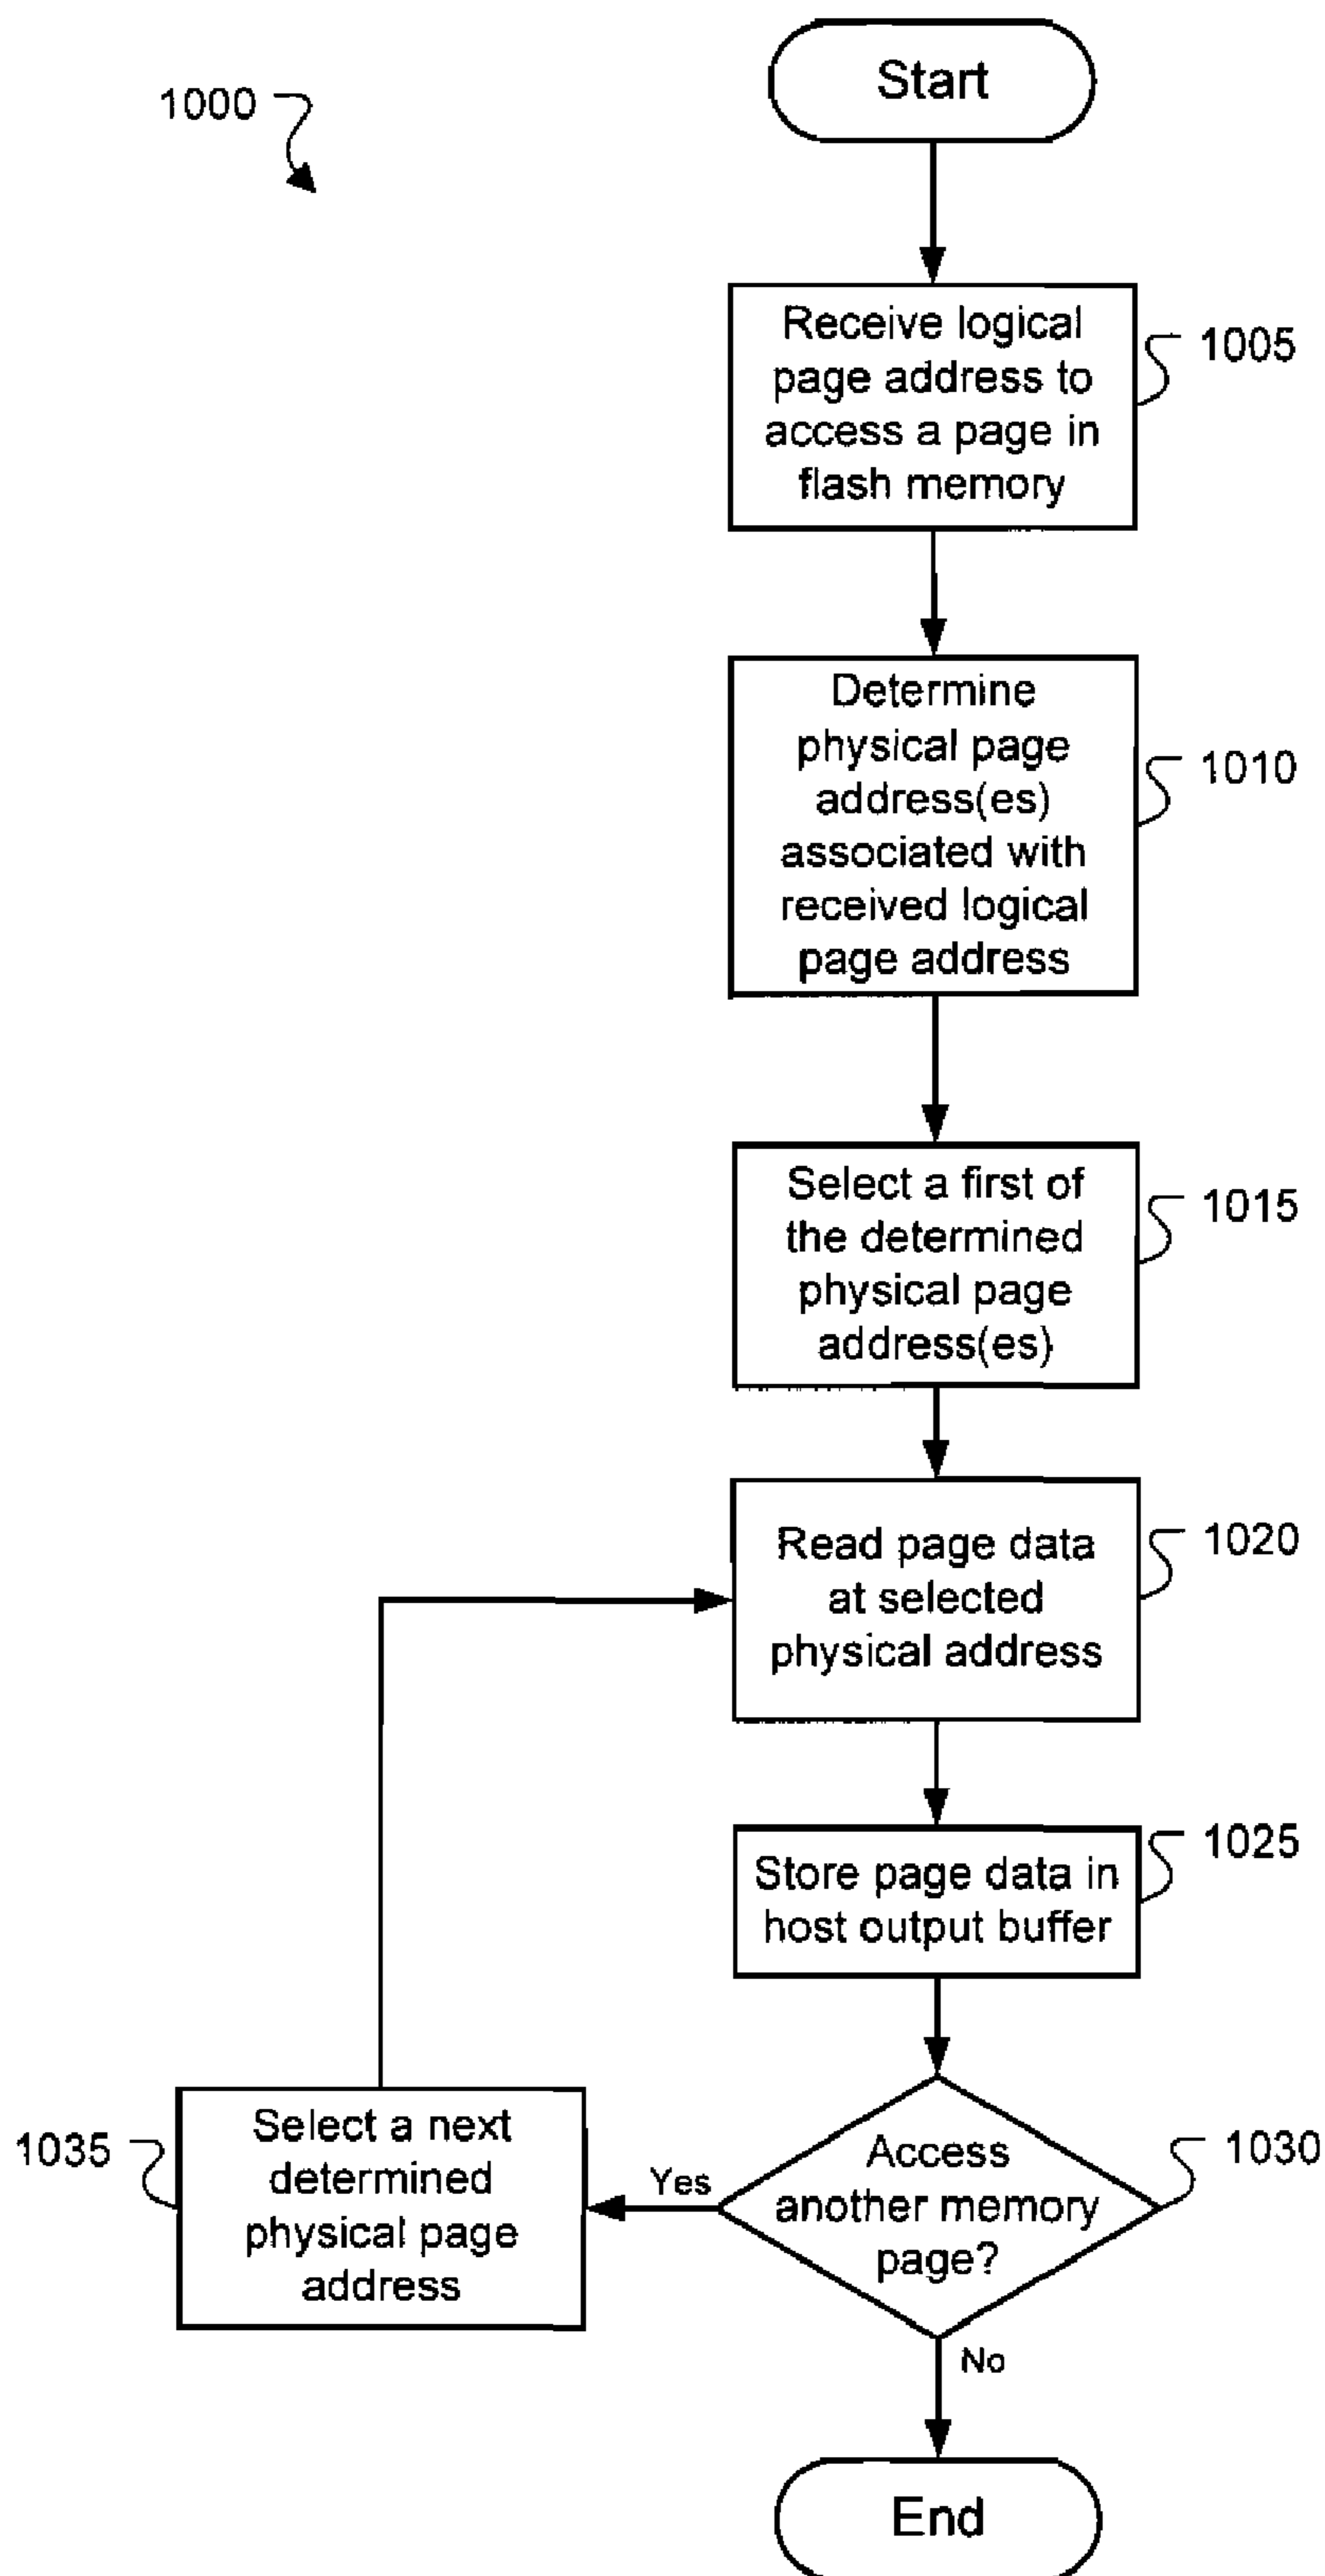 1000
Start
Receive logical
page address to
access a page in
flash memory
1005
Determine
physical page
address(es)
associated with
received logical
page address
1010
Select a first of
the determined
physical page
address(es)
1015
Read page data
at selected
physical address
1020
Store page data in
host output buffer
1025
Access
another memory
page?
1030
Yes
Select a next
determined
physical page
address
1035
No
End